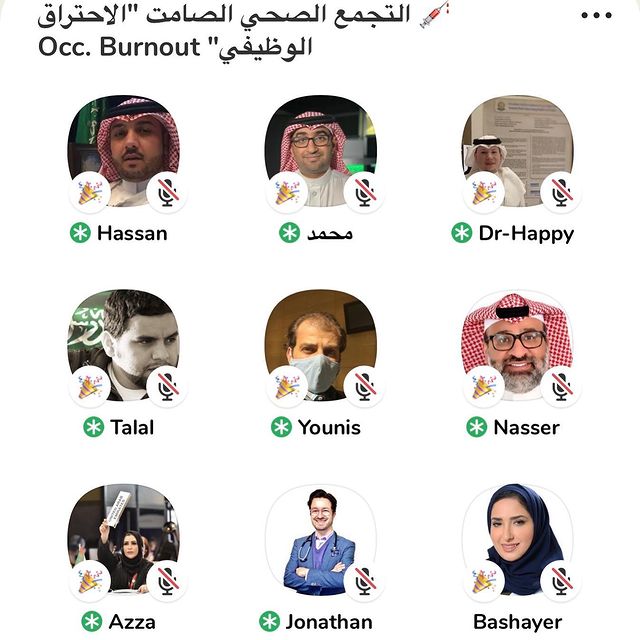 💉 التجمع الصحي الصامت "الاحتراق
الوظيفي" Occ. Burnout
Hassan
محمد
Dr-Happy
Talal
Younis
Nasser
Azza
Jonathan
Bashayer